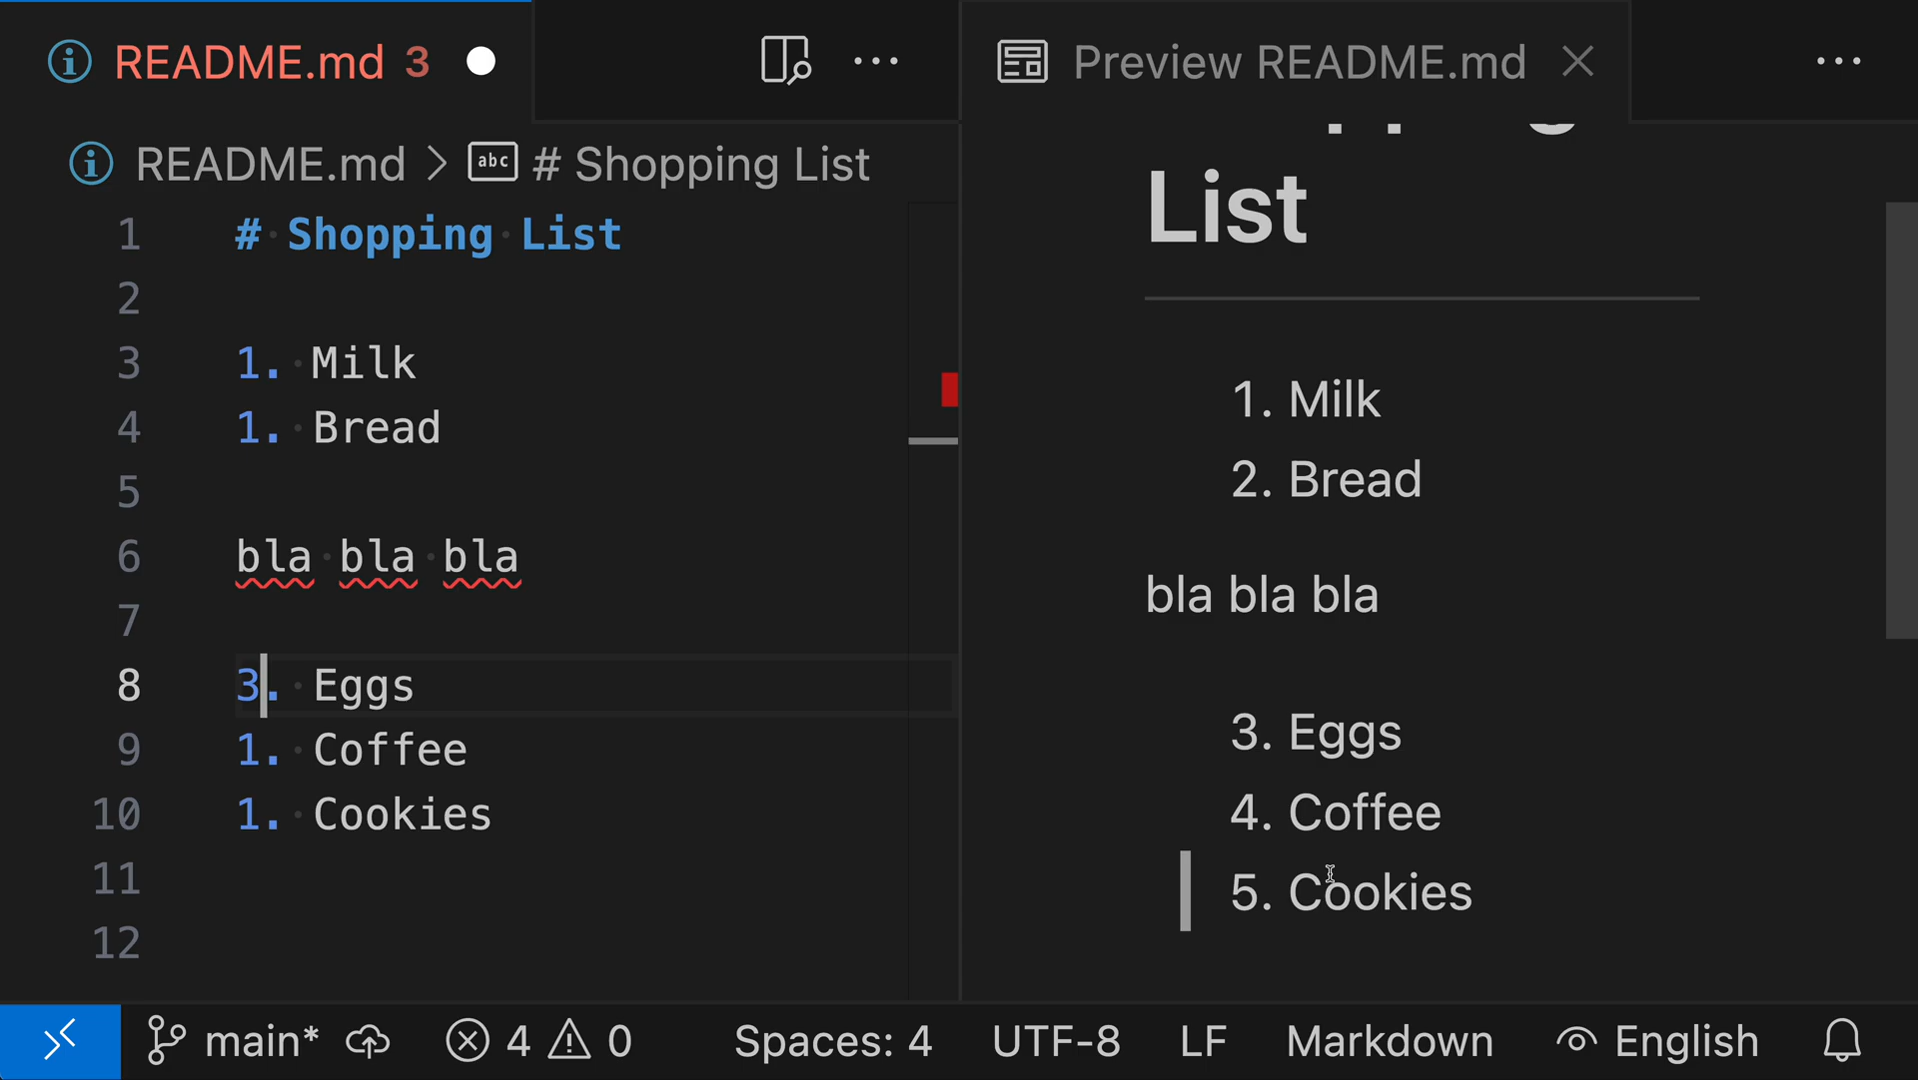 README.md 3
README.md > abc # Shopping List
1 # Shopping List
2
3 1. Milk
4 1. Bread
5
6 bla bla bla
7
8 3. Eggs
9 1. Coffee
10 1. Cookies
11
12
Preview README.md
List
1. Milk
2. Bread
bla bla bla
3. Eggs
4. Coffee
5. Cookies
main* 4 0 Spaces: 4 UTF-8 LF Markdown English